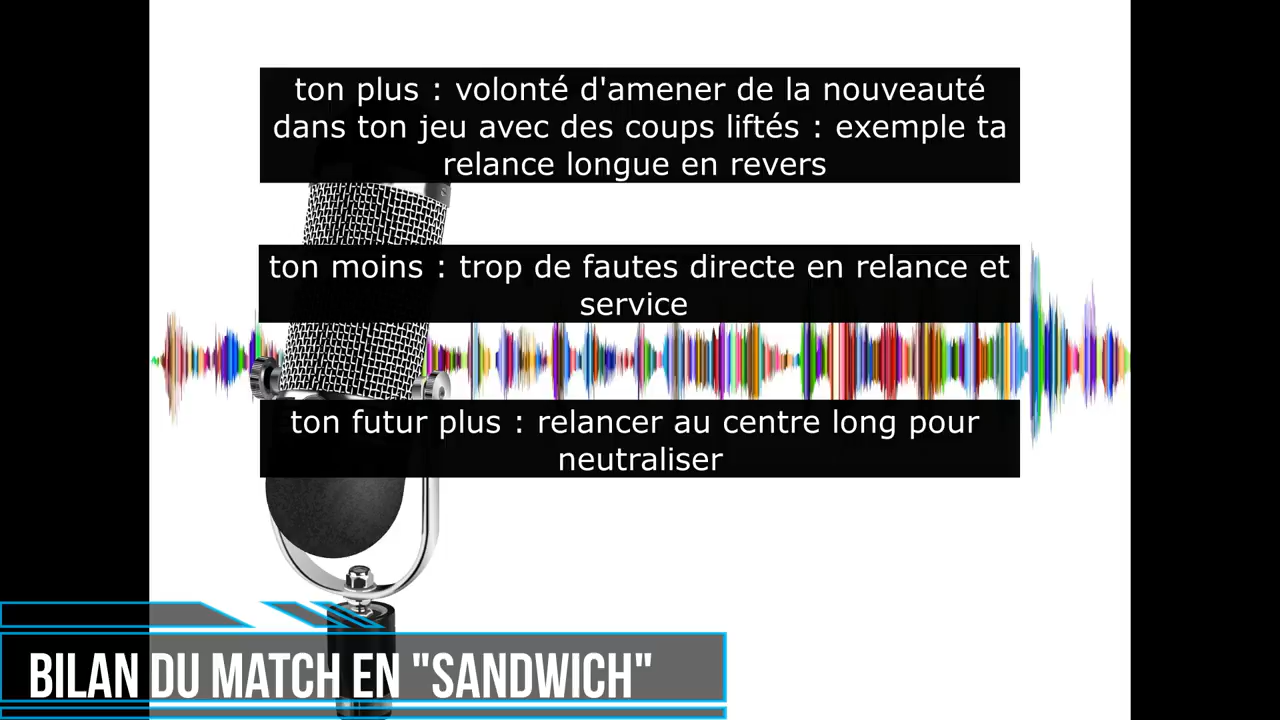 ton plus : volonté d'amener de la nouveauté
dans ton jeu avec des coups liftés : exemple ta
relance longue en revers
ton moins : trop de fautes directe en relance et
service
ton futur plus : relancer au centre long pour
neutraliser
BILAN DU MATCH EN "SANDWICH"